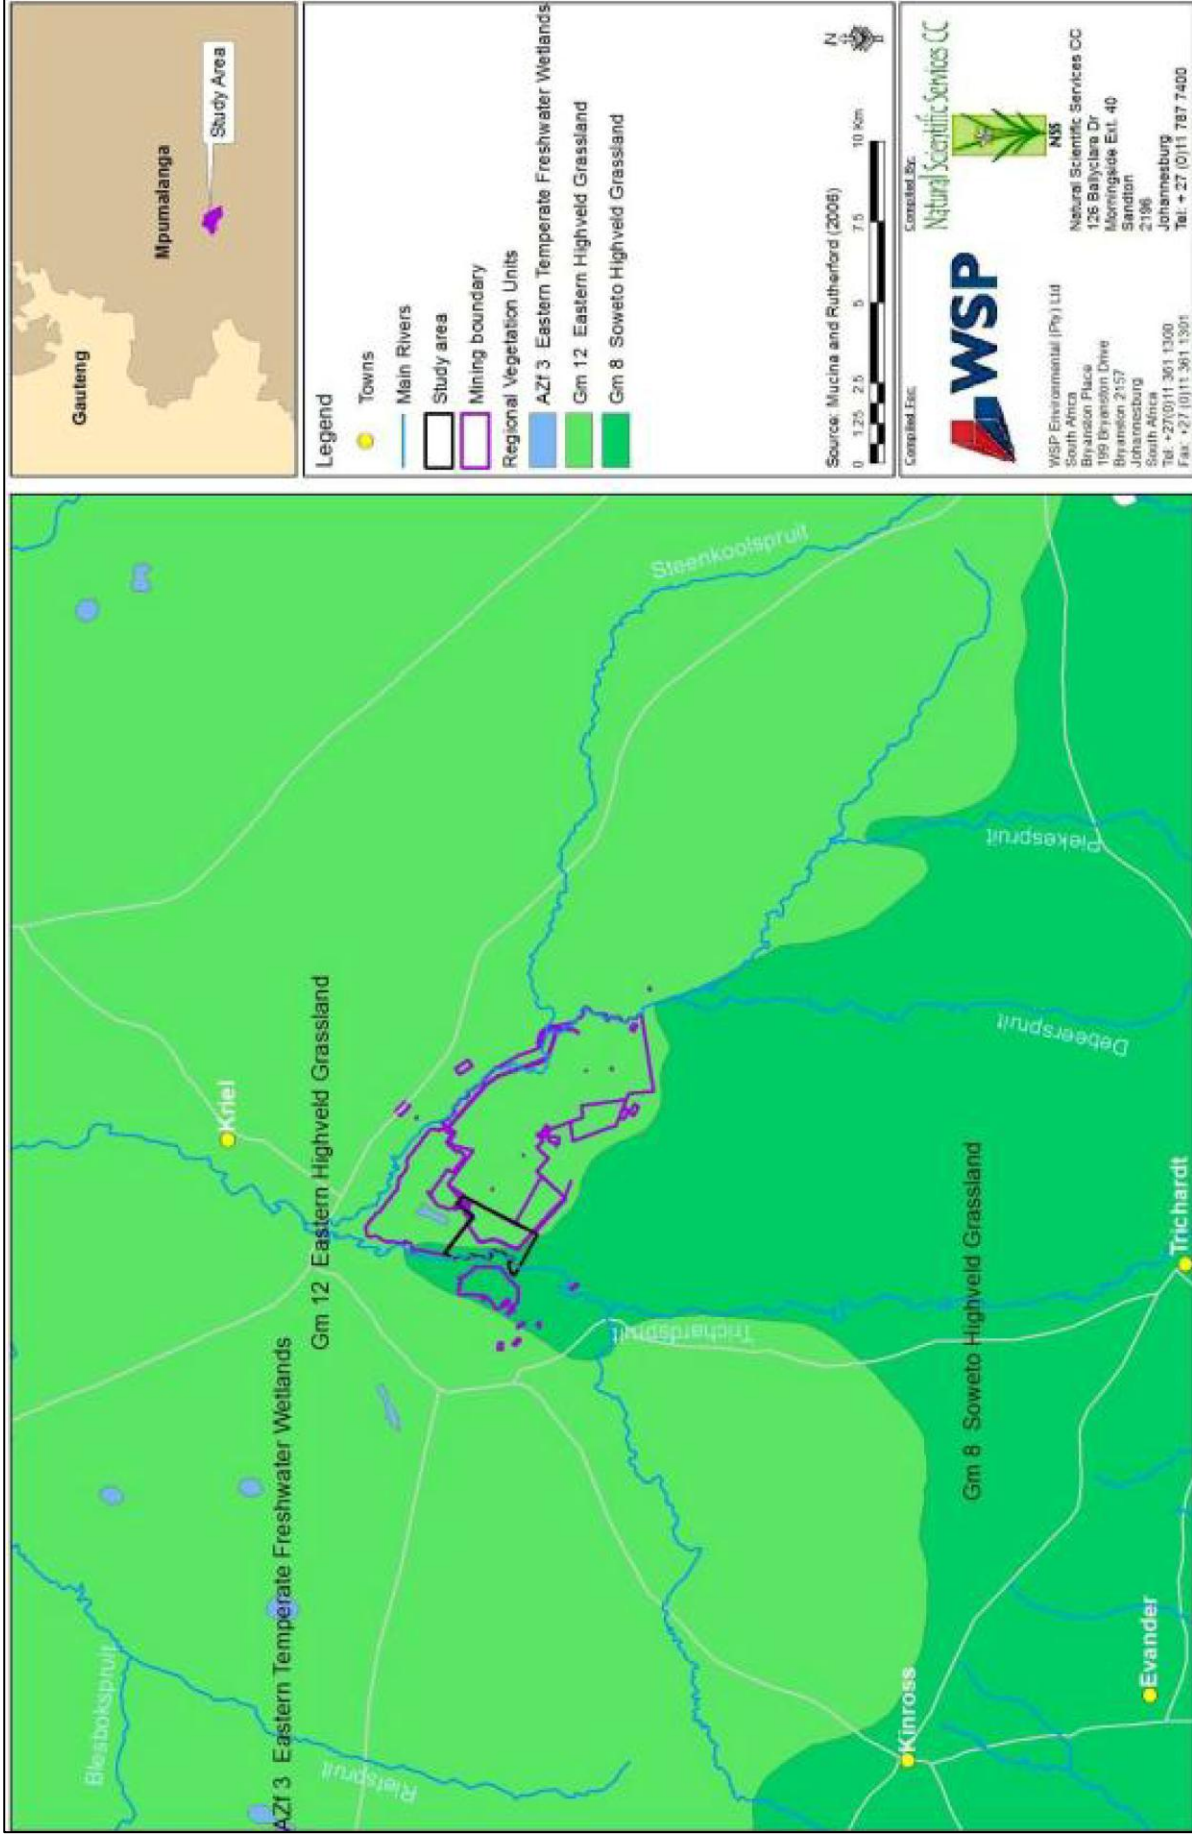 Blesbokspruit
Rietspruit
AZf 3  Eastern Temperate Freshwater Wetlands
Kriel
Gm 12  Eastern Highveld Grassland
Steenkoolspruit
Trichardspruit
Debeerspruit
Piekespruit
Kinross
Gm 8  Soweto Highveld Grassland
Evander
Trichardt
Gauteng
Mpumalanga
Study Area
Legend
Towns
Main Rivers
Study area
Mining boundary
Regional Vegetation Units
AZf 3  Eastern Temperate Freshwater Wetlands
Gm 12  Eastern Highveld Grassland
Gm 8  Soweto Highveld Grassland
N
Source: Mucina and Rutherford (2006)
0 1.25 2.5 5 7.5 10 Km
Compiled For:
WSP
WSP Environmental (Pty) Ltd
South Africa
Bryanston Place
199 Bryanston Drive
Bryanston 2157
Johannesburg
South Africa
Tel: +27(0)11 361 1300
Fax: +27 (0)11 361 1301
Compiled By:
Natural Scientific Services CC
NSS
Natural Scientific Services CC
126 Ballyclare Dr
Morningside Ext. 40
Sandton
2196
Johannesburg
Tel: + 27 (0)11 787 7400